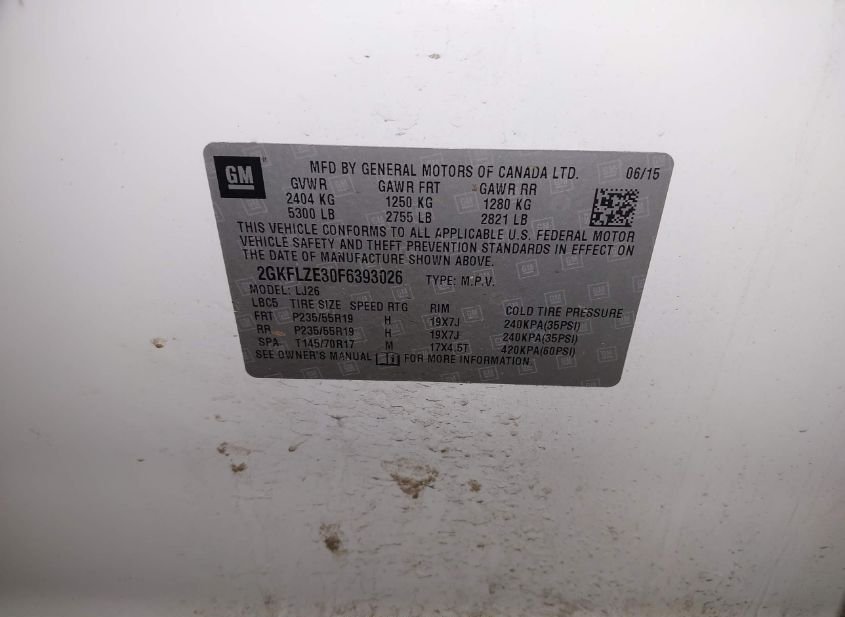 GM
MFD BY GENERAL MOTORS OF CANADA LTD. 06/15
GVWR GAWR FRT GAWR RR
2404 KG 1250 KG 1280 KG
5300 LB 2755 LB 2821 LB
THIS VEHICLE CONFORMS TO ALL APPLICABLE U.S. FEDERAL MOTOR
VEHICLE SAFETY AND THEFT PREVENTION STANDARDS IN EFFECT ON
THE DATE OF MANUFACTURE SHOWN ABOVE.
2GKFLZE30F6393026 TYPE: M.P.V.
MODEL: LJ26
LBC5 TIRE SIZE SPEED RTG RIM COLD TIRE PRESSURE
FRT P235/55R19 H 19X7J 240KPA(35PSI)
RR P235/55R19 H 19X7J 240KPA(35PSI)
SPA T145/70R17 M 17X4.5T 420KPA(60PSI)
SEE OWNER'S MANUAL FOR MORE INFORMATION.